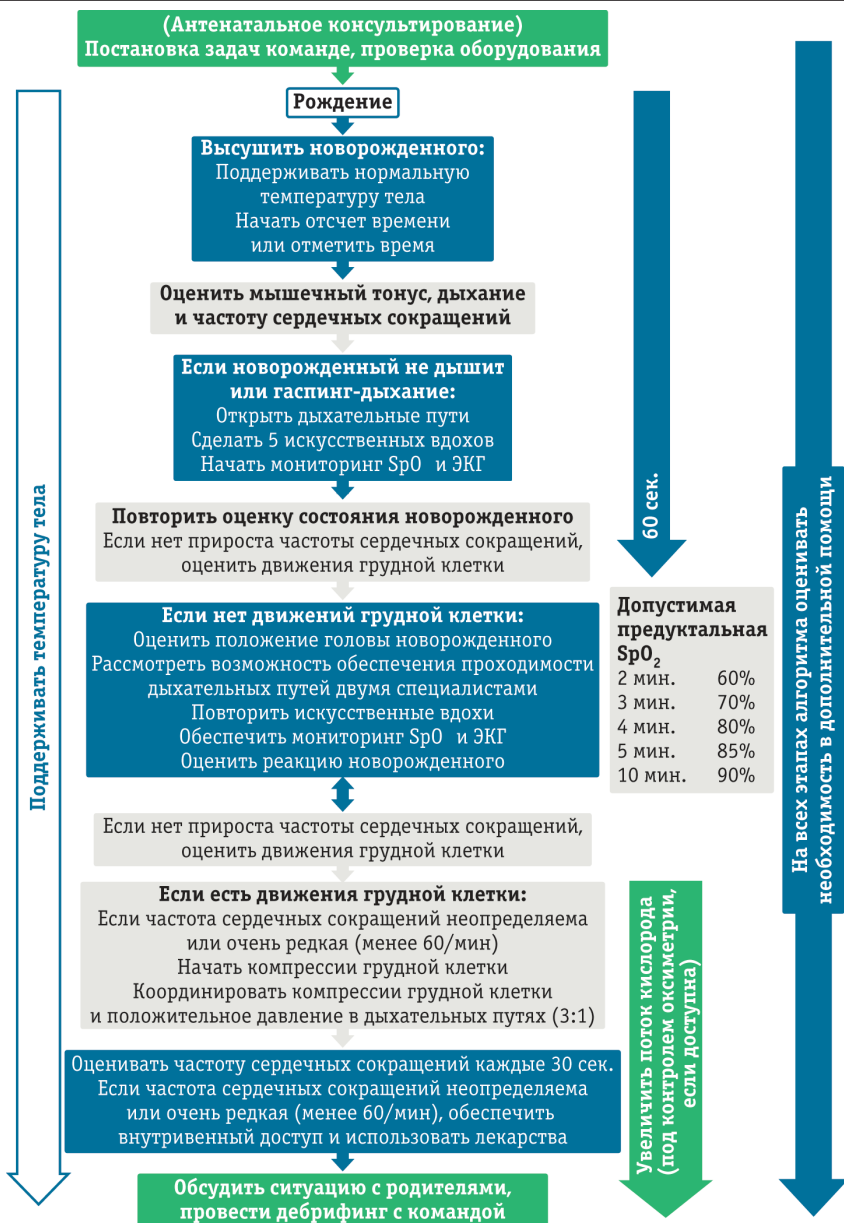 (Антенатальное консультирование)
Постановка задач команде, проверка оборудования
Рождение
Высушить новорожденного:
Поддерживать нормальную
температуру тела
Начать отсчет времени
или отметить время
Оценить мышечный тонус, дыхание
и частоту сердечных сокращений
Если новорожденный не дышит
или гаспинг-дыхание:
Открыть дыхательные пути
Сделать 5 искусственных вдохов
Начать мониторинг SpO и ЭКГ
Повторить оценку состояния новорожденного
Если нет прироста частоты сердечных сокращений,
оценить движения грудной клетки
Если нет движений грудной клетки:
Оценить положение головы новорожденного
Рассмотреть возможность обеспечения проходимости
дыхательных путей двумя специалистами
Повторить искусственные вдохи
Обеспечить мониторинг SpO и ЭКГ
Оценить реакцию новорожденного
Если нет прироста частоты сердечных сокращений,
оценить движения грудной клетки
Если есть движения грудной клетки:
Если частота сердечных сокращений неопределяема
или очень редкая (менее 60/мин)
Начать компрессии грудной клетки
Координировать компрессии грудной клетки
и положительное давление в дыхательных путях (3:1)
Оценивать частоту сердечных сокращений каждые 30 сек.
Если частота сердечных сокращений неопределяема
или очень редкая (менее 60/мин), обеспечить
внутривенный доступ и использовать лекарства
Обсудить ситуацию с родителями,
провести дебрифинг с командой
Поддерживать температуру тела
60 сек.
Допустимая
предуктальная
SpO₂
2 мин. 60%
3 мин. 70%
4 мин. 80%
5 мин. 85%
10 мин. 90%
Увеличить поток кислорода
(под контролем оксиметрии,
если доступна)
На всех этапах алгоритма оценивать
необходимость в дополнительной помощи